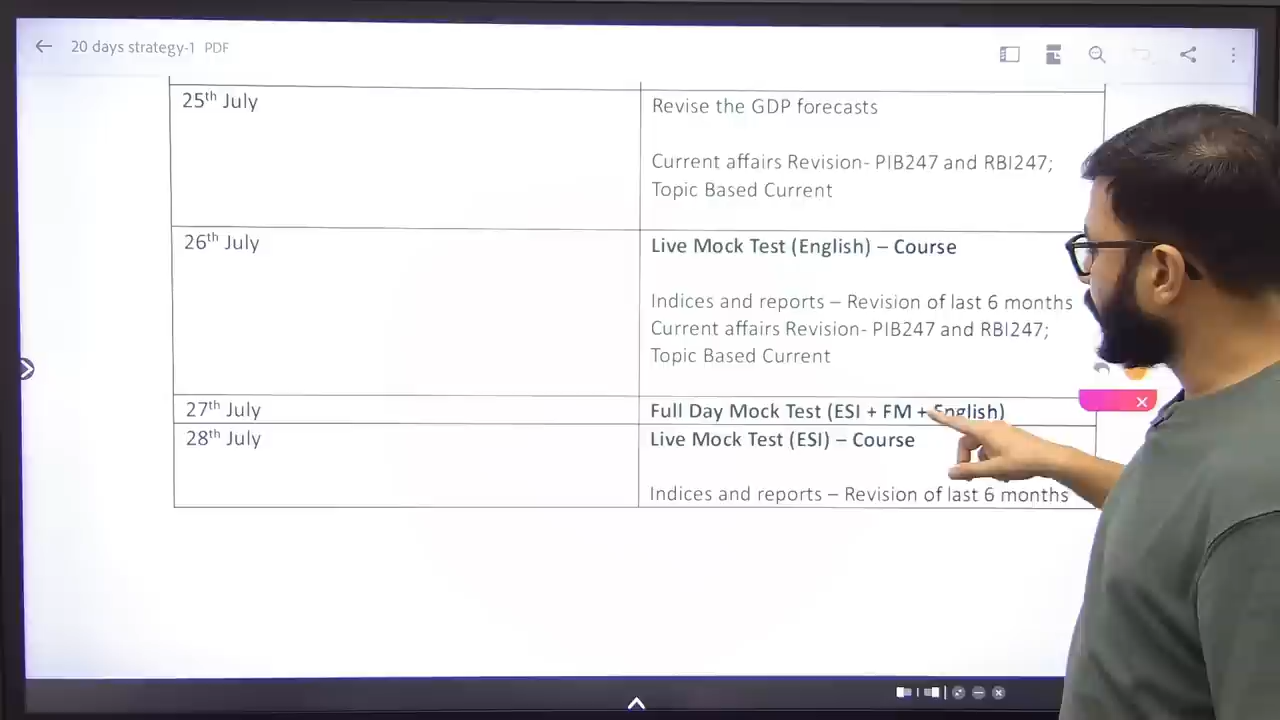 20 days strategy-1 PDF
25th July
Revise the GDP forecasts
Current affairs Revision- PIB247 and RBI247;
Topic Based Current
26th July
Live Mock Test (English) – Course
Indices and reports – Revision of last 6 months
Current affairs Revision- PIB247 and RBI247;
Topic Based Current
27th July
Full Day Mock Test (ESI + FM + English)
28th July
Live Mock Test (ESI) – Course
Indices and reports – Revision of last 6 months